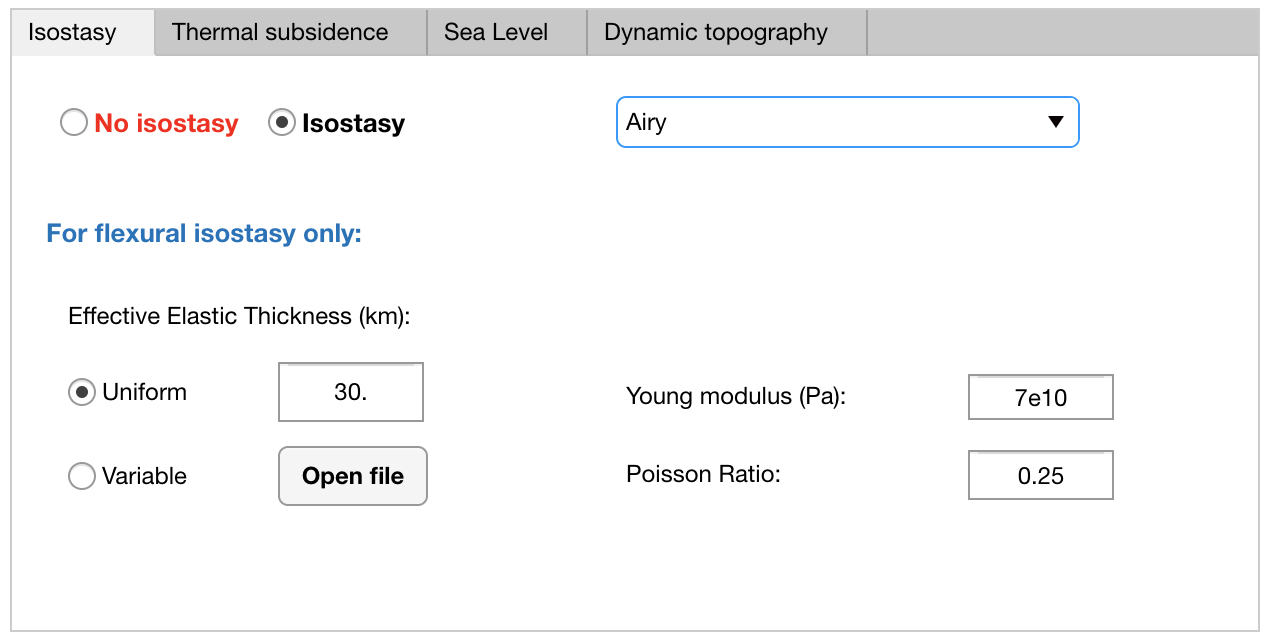 Isostasy Thermal subsidence Sea Level Dynamic topography
No isostasy Isostasy Airy
For flexural isostasy only:
Effective Elastic Thickness (km):
Uniform 30. Young modulus (Pa): 7e10
Variable Open file Poisson Ratio: 0.25